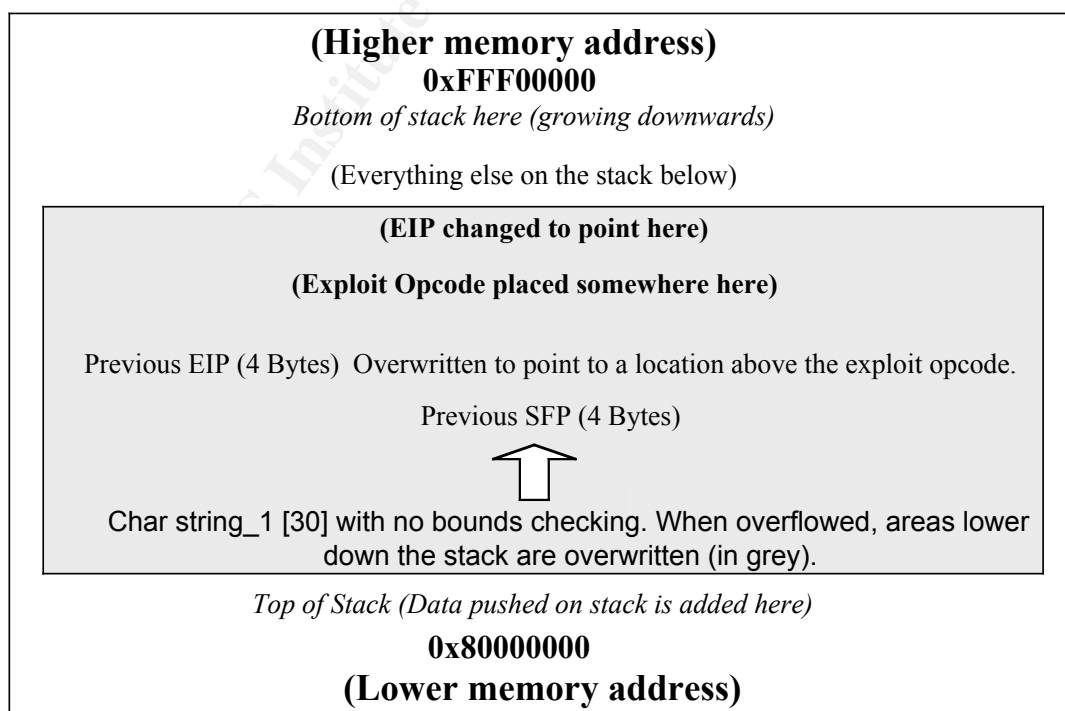 (Higher memory address)
0xFFF00000
Bottom of stack here (growing downwards)
(Everything else on the stack below)
(EIP changed to point here)
(Exploit Opcode placed somewhere here)
Previous EIP (4 Bytes)  Overwritten to point to a location above the exploit opcode.
Previous SFP (4 Bytes)
Char string_1 [30] with no bounds checking. When overflowed, areas lower
down the stack are overwritten (in grey).
Top of Stack (Data pushed on stack is added here)
0x80000000
(Lower memory address)
Institute